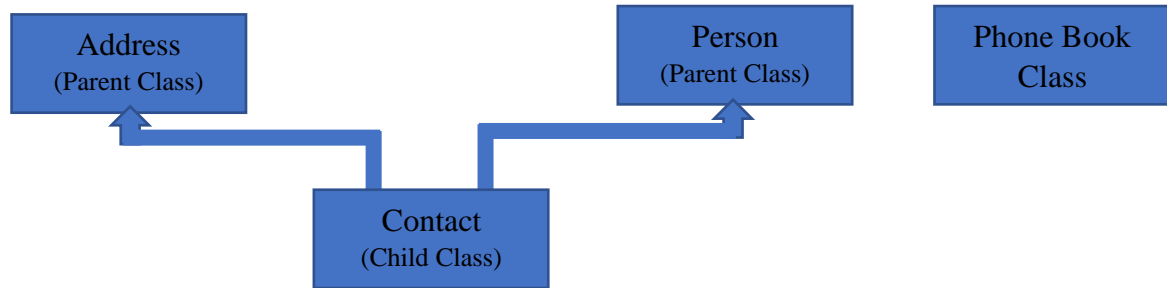 Address
(Parent Class)
Person
(Parent Class)
Phone Book
Class
Contact
(Child Class)